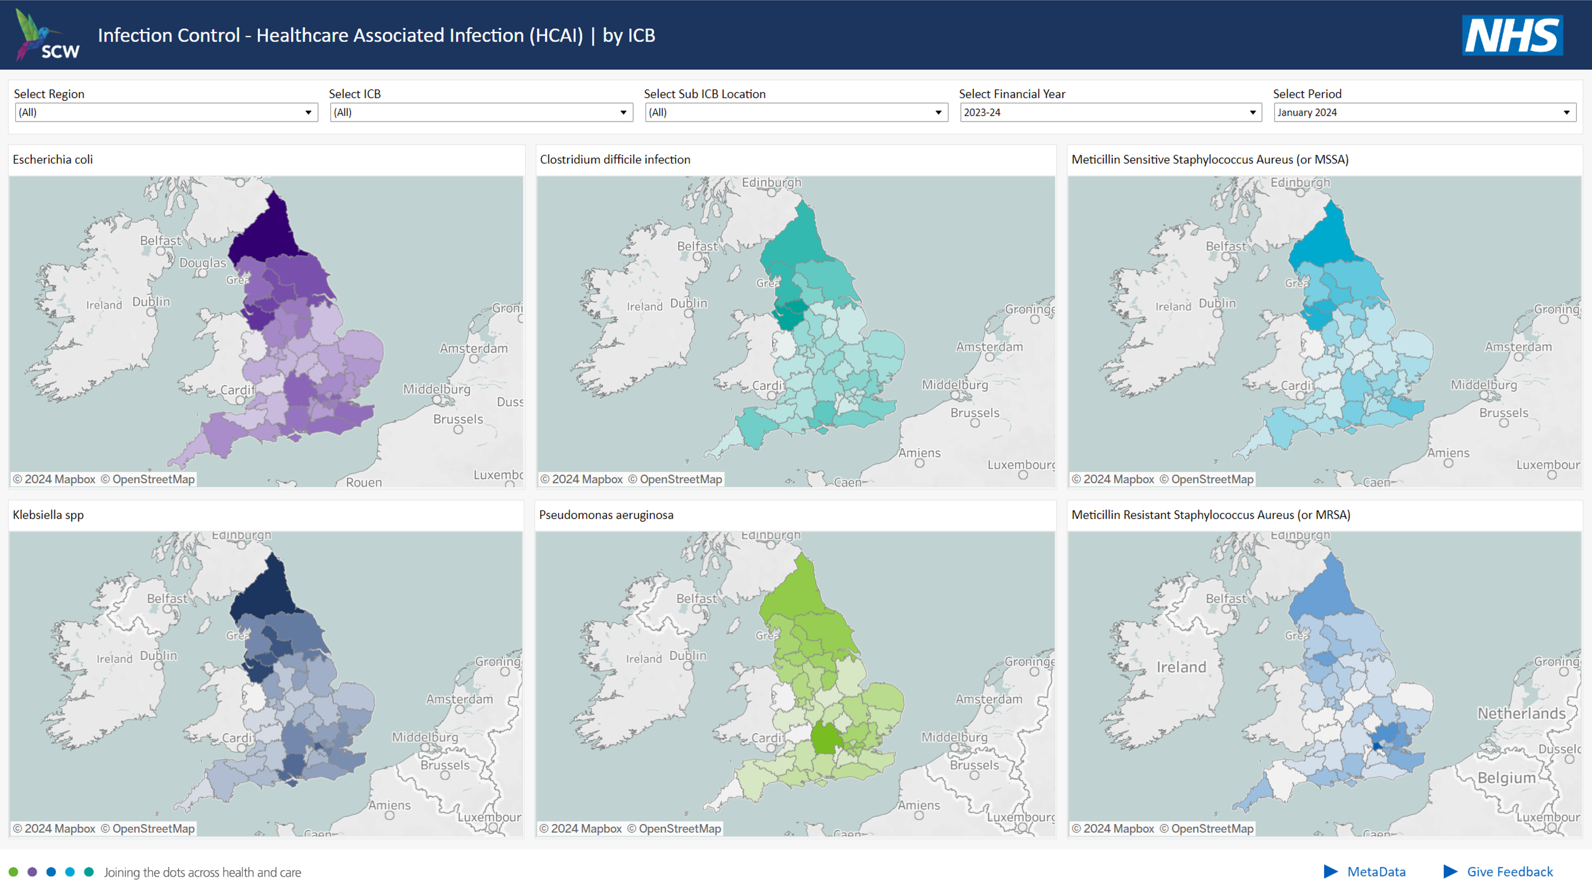 SCW
Infection Control - Healthcare Associated Infection (HCAI) | by ICB
NHS
Select Region
Select ICB
Select Sub ICB Location
Select Financial Year
Select Period
(All)
(All)
(All)
2023-24
January 2024
Escherichia coli
Clostridium difficile infection
Meticillin Sensitive Staphylococcus Aureus (or MSSA)
Belfast
Douglas
Gre
Ireland
Dublin
Groni
Amsterdam
Cardi
Middelburg
Duss
Brussels
Luxembo
Rouen
© 2024 Mapbox © OpenStreetMap
Edinburgh
Belfast
Gre
Ireland
Dublin
Groninge
Amsterdam
Cardi
Middelburg
Brussels
Amiens
Luxembourg
Caen
© 2024 Mapbox © OpenStreetMap
Edinburgh
Belfast
Gre
Ireland
Dublin
Groning
Amsterdam
Cardi
Middelburg
Brussels
Amiens
Luxembour
Caen
© 2024 Mapbox © OpenStreetMap
Klebsiella spp
Pseudomonas aeruginosa
Meticillin Resistant Staphylococcus Aureus (or MRSA)
Edinburgh
Belfast
Gre
Ireland
Dublin
Groninge
Amsterdam
Cardi
Middelburg
Brussels
Amiens
Luxembour
Caen
© 2024 Mapbox © OpenStreetMap
Edinburgh
Belfast
Gre
Ireland
Dublin
Groninge
Amsterdam
Cardi
Middelburg
Brussels
Amiens
Luxembourg
Caen
© 2024 Mapbox © OpenStreetMap
Edinburgh
Belfast
Gre
Ireland
Groning
Netherlands
Dusseld
Belgium
Luxembour
Caen
© 2024 Mapbox © OpenStreetMap
Joining the dots across health and care
MetaData
Give Feedback